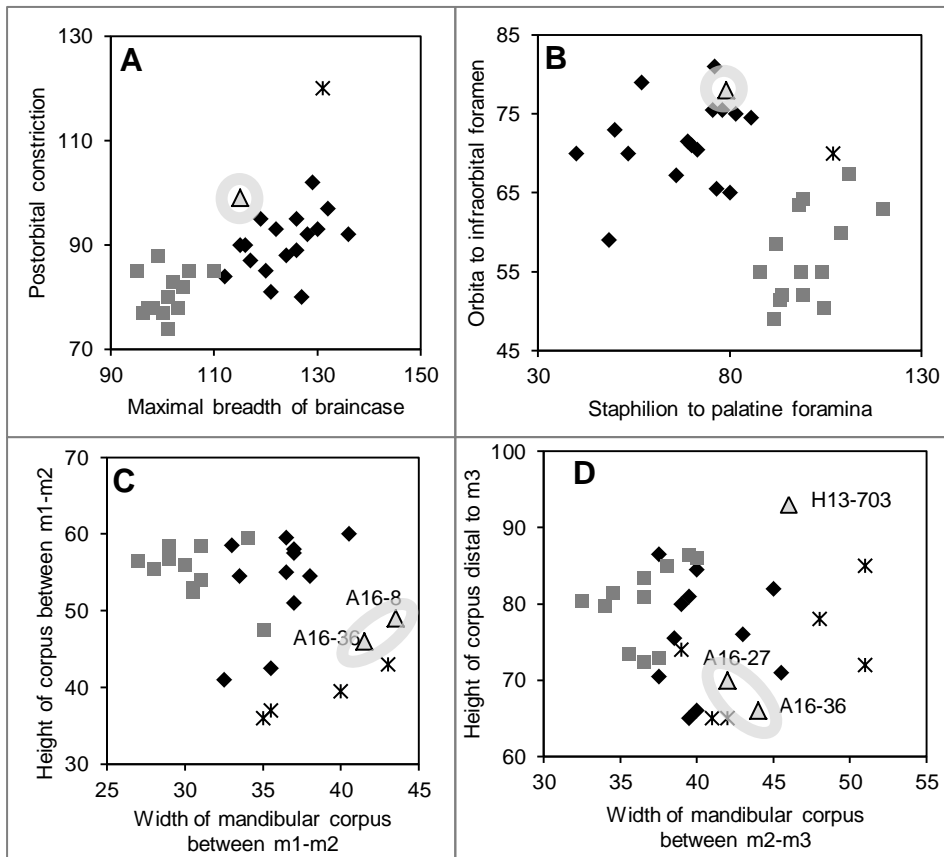 A
130
110
90
70
90
110
130
150
Postorbital constriction
Maximal breadth of braincase
B
85
75
65
55
45
30
80
130
Orbita to infraorbital foramen
Staphilion to palatine foramina
C
70
60
50
40
30
25
30
35
40
45
A16-8
A16-36
Height of corpus between m1-m2
Width of mandibular corpus
between m1-m2
D
100
90
80
70
60
30
35
40
45
50
55
H13-703
A16-27
A16-36
Height of corpus distal to m3
Width of mandibular corpus
between m2-m3